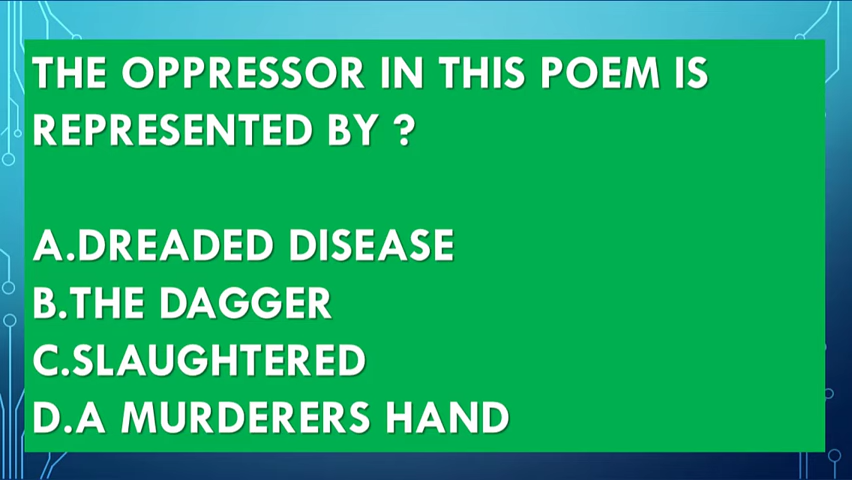 THE OPPRESSOR IN THIS POEM IS
REPRESENTED BY ?
A.DREADED DISEASE
B.THE DAGGER
C.SLAUGHTERED
D.A MURDERERS HAND